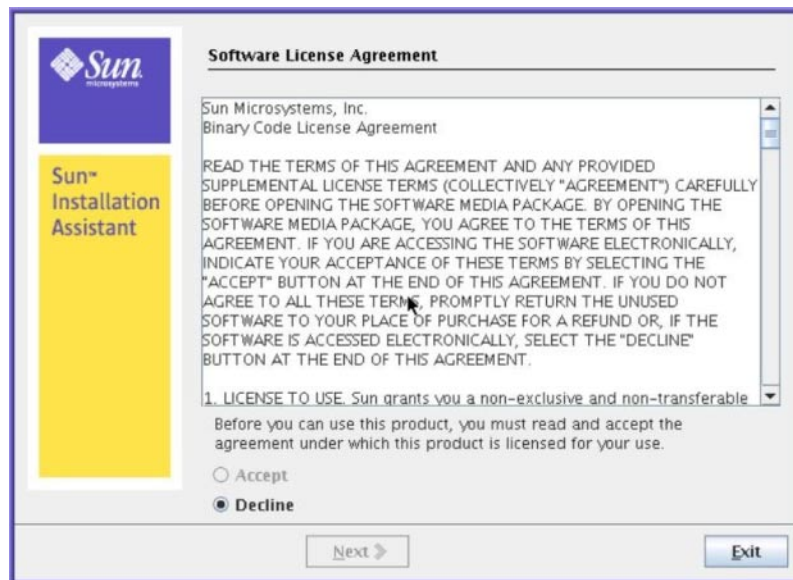 Sun
microsystems
Software License Agreement
Sun™
Installation
Assistant
Sun Microsystems, Inc.
Binary Code License Agreement
READ THE TERMS OF THIS AGREEMENT AND ANY PROVIDED
SUPPLEMENTAL LICENSE TERMS (COLLECTIVELY "AGREEMENT") CAREFULLY
BEFORE OPENING THE SOFTWARE MEDIA PACKAGE. BY OPENING THE
SOFTWARE MEDIA PACKAGE, YOU AGREE TO THE TERMS OF THIS
AGREEMENT. IF YOU ARE ACCESSING THE SOFTWARE ELECTRONICALLY,
INDICATE YOUR ACCEPTANCE OF THESE TERMS BY SELECTING THE
"ACCEPT" BUTTON AT THE END OF THIS AGREEMENT. IF YOU DO NOT
AGREE TO ALL THESE TERMS, PROMPTLY RETURN THE UNUSED
SOFTWARE TO YOUR PLACE OF PURCHASE FOR A REFUND OR, IF THE
SOFTWARE IS ACCESSED ELECTRONICALLY, SELECT THE "DECLINE"
BUTTON AT THE END OF THIS AGREEMENT.
1. LICENSE TO USE. Sun grants you a non-exclusive and non-transferable
Before you can use this product, you must read and accept the
agreement under which this product is licensed for your use.
Accept
Decline
Next
Exit